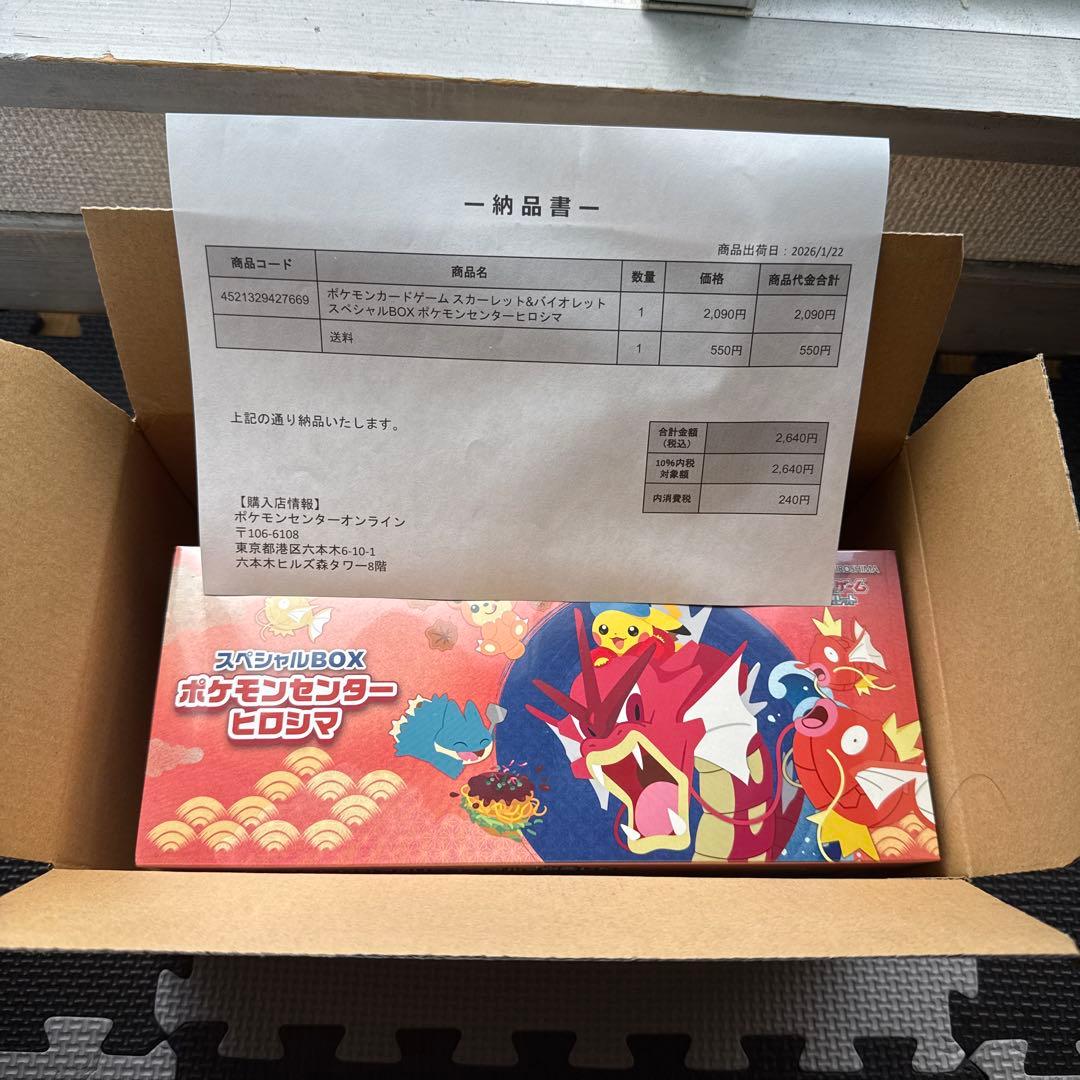 ー納品書ー
商品出荷日：2026/1/22
商品コード 商品名 数量 価格 商品代金合計
4521329427669 ポケモンカードゲーム スカーレット&バイオレット
スペシャルBOX ポケモンセンターヒロシマ 1 2,090円 2,090円
送料 1 550円 550円
上記の通り納品いたします。
合計金額
（税込） 2,640円
10%内税
対象額 2,640円
内消費税 240円
【購入店情報】
ポケモンセンターオンライン
〒106-6108
東京都港区六本木6-10-1
六本木ヒルズ森タワー8階
スペシャルBOX
ポケモンセンター
ヒロシマ